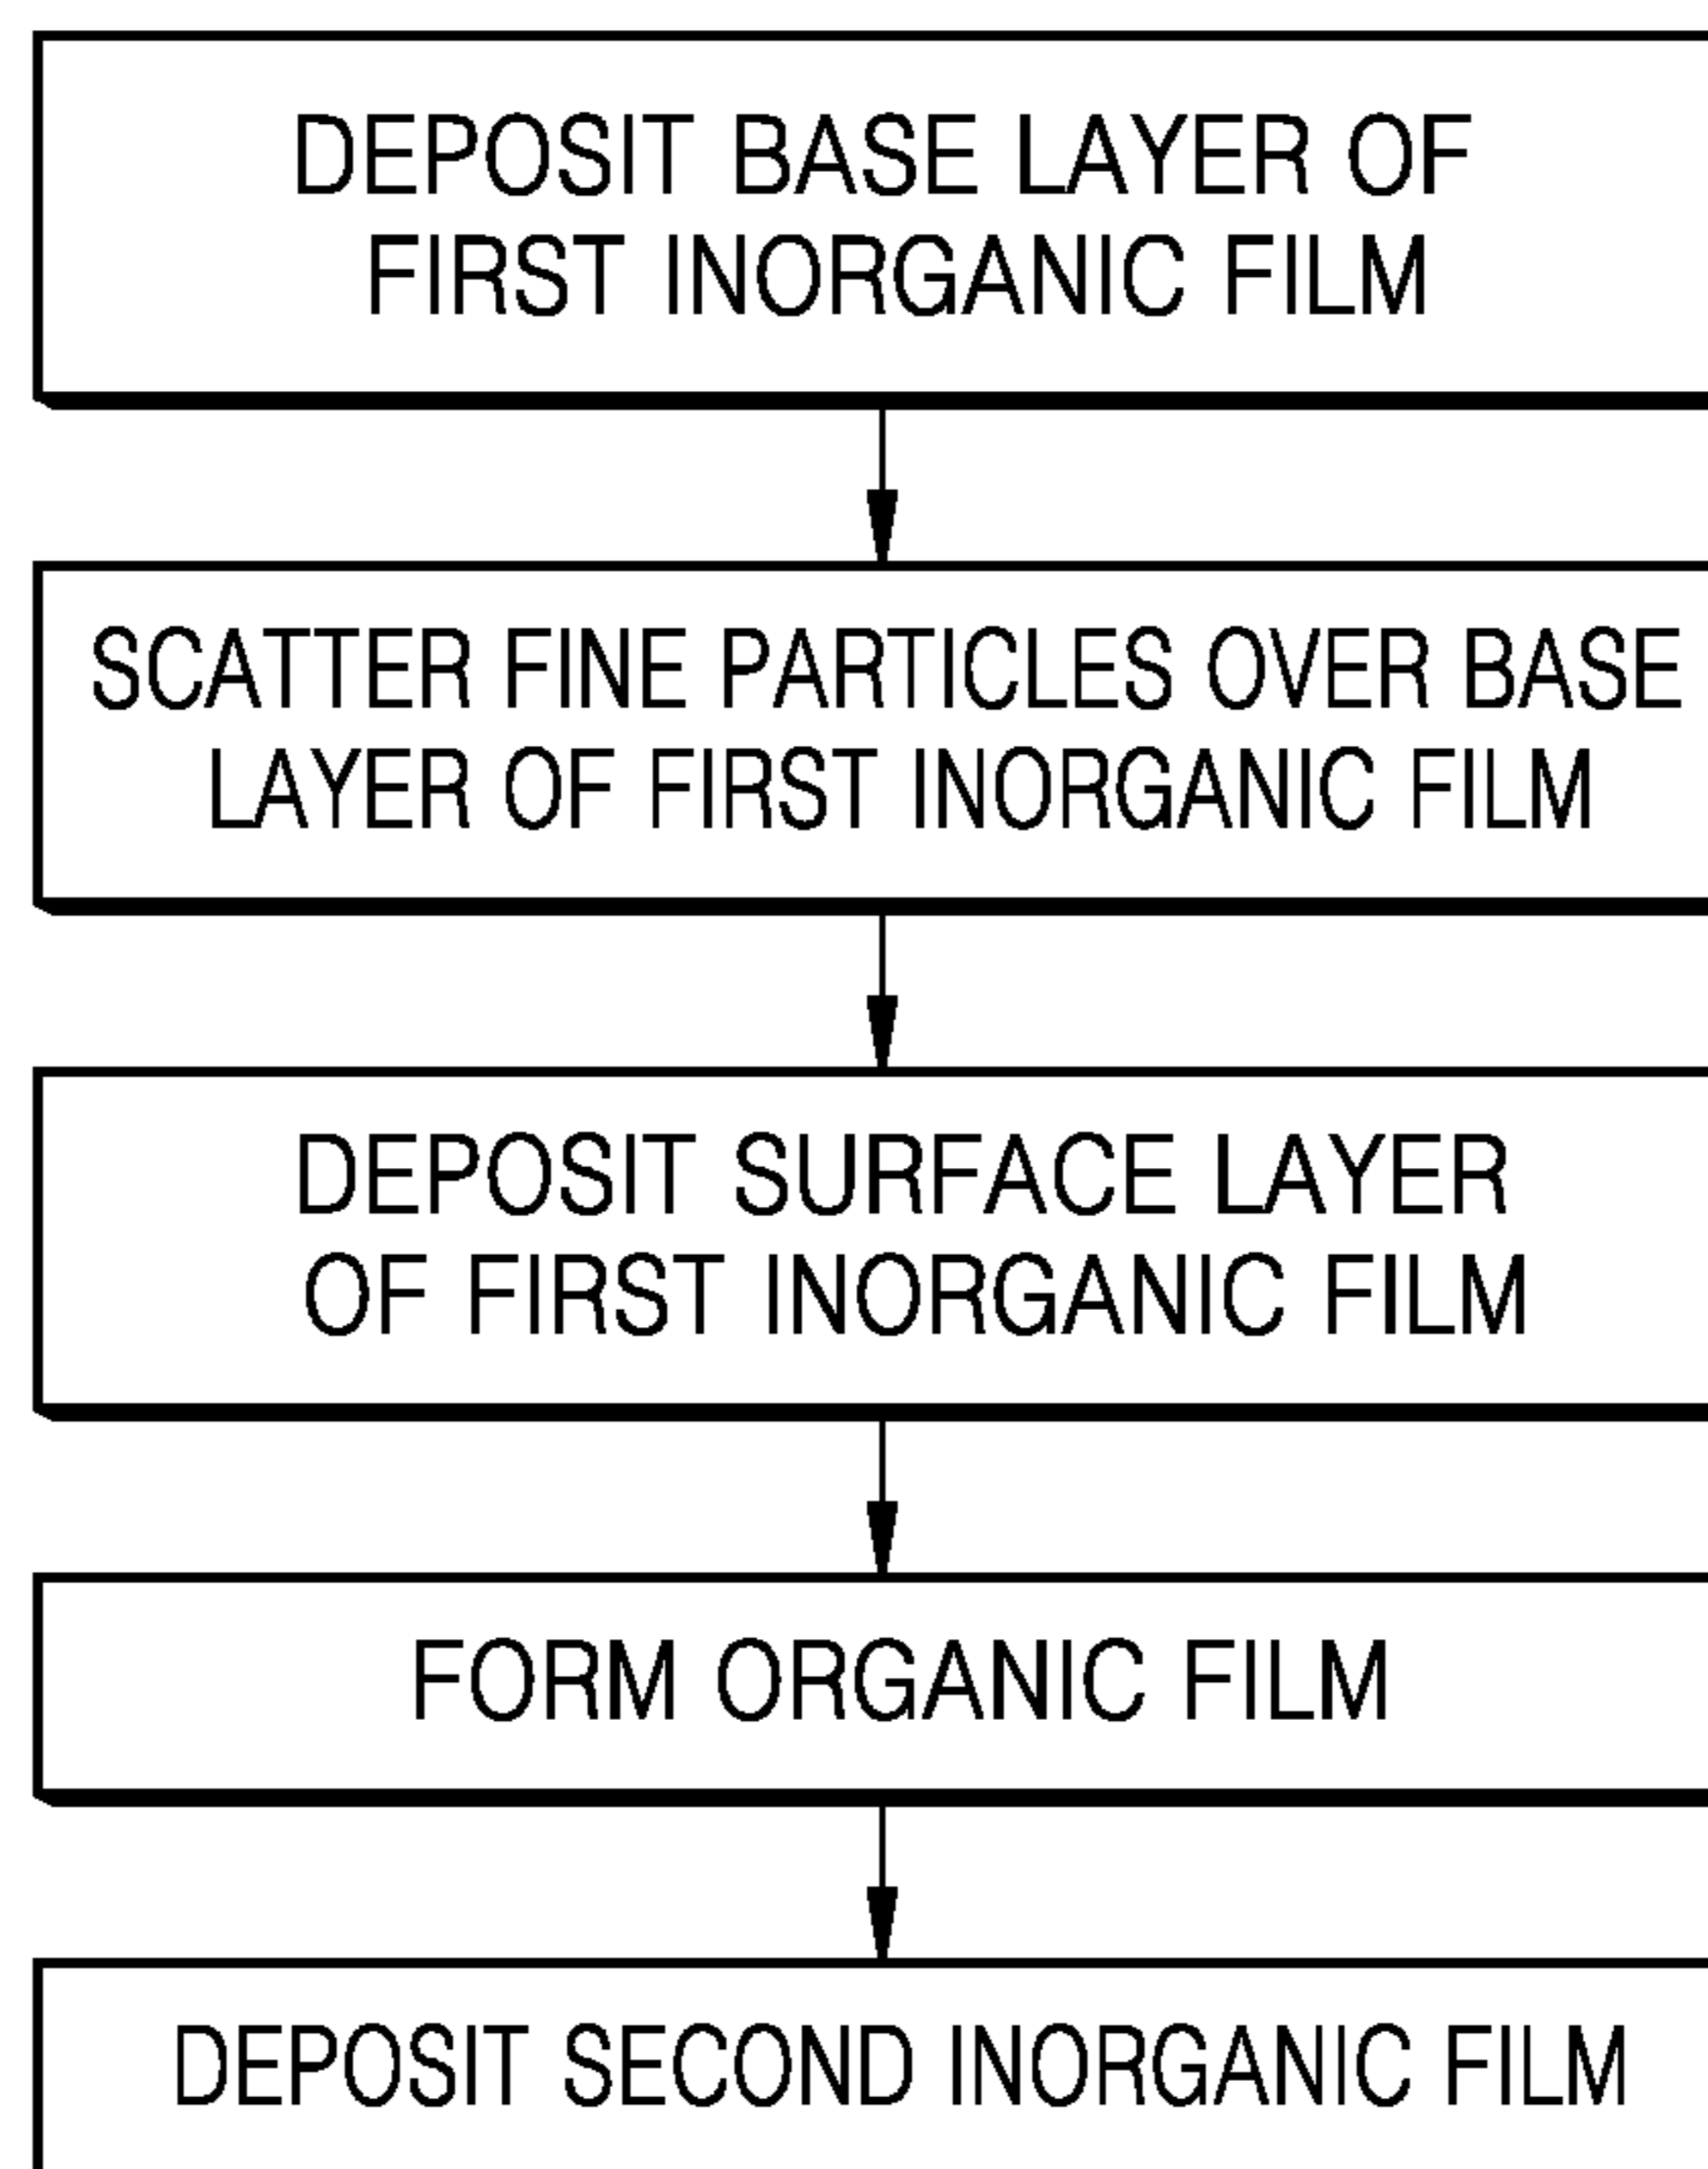 DEPOSIT BASE LAYER OF
FIRST INORGANIC FILM
SCATTER FINE PARTICLES OVER BASE
LAYER OF FIRST INORGANIC FILM
DEPOSIT SURFACE LAYER
OF FIRST INORGANIC FILM
FORM ORGANIC FILM
DEPOSIT SECOND INORGANIC FILM